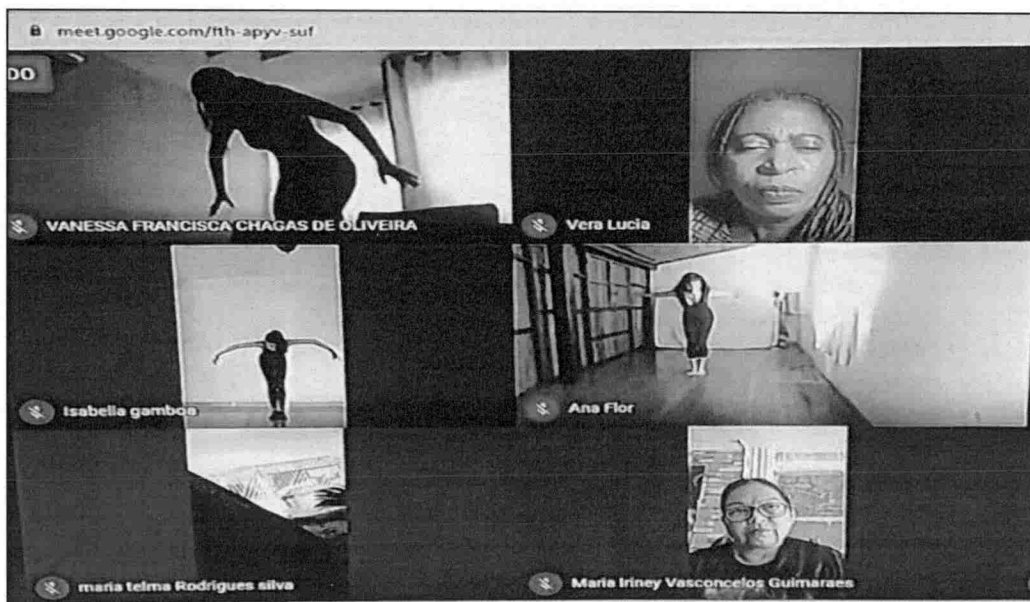 meet.google.com/fth-apyv-suf
DO
VANESSA FRANCISCA CHAGAS DE OLIVEIRA
Vera Lucia
Isabella gamboa
Ana Flor
maria telma Rodrigues silva
Maria Iriney Vasconcelos Guimaraes